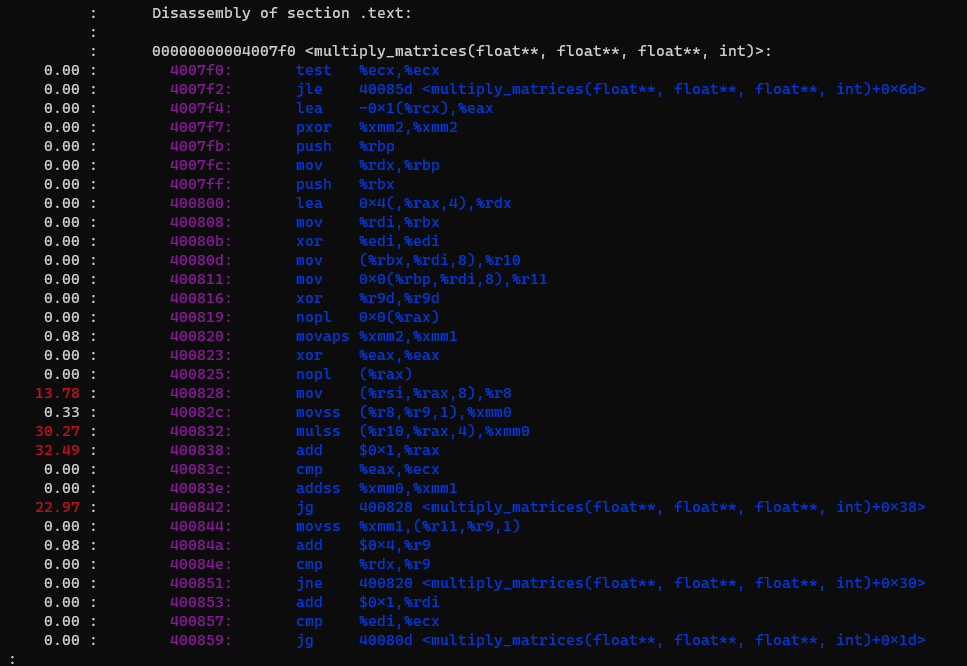 : Disassembly of section .text:
:
: 00000000004007f0 <multiply_matrices(float**, float**, float**, int)>:
0.00 : 4007f0: test %ecx,%ecx
0.00 : 4007f2: jle 40085d <multiply_matrices(float**, float**, float**, int)+0x6d>
0.00 : 4007f4: lea -0x1(%rcx),%eax
0.00 : 4007f7: pxor %xmm2,%xmm2
0.00 : 4007fb: push %rbp
0.00 : 4007fc: mov %rdx,%rbp
0.00 : 4007ff: push %rbx
0.00 : 400800: lea 0x4(,%rax,4),%rdx
0.00 : 400808: mov %rdi,%rbx
0.00 : 40080b: xor %edi,%edi
0.00 : 40080d: mov (%rbx,%rdi,8),%r10
0.00 : 400811: mov 0x0(%rbp,%rdi,8),%r11
0.00 : 400816: xor %r9d,%r9d
0.00 : 400819: nopl 0x0(%rax)
0.08 : 400820: movaps %xmm2,%xmm1
0.00 : 400823: xor %eax,%eax
0.00 : 400825: nopl (%rax)
13.78 : 400828: mov (%rsi,%rax,8),%r8
0.33 : 40082c: movss (%r8,%r9,1),%xmm0
30.27 : 400832: mulss (%r10,%rax,4),%xmm0
32.49 : 400838: add $0x1,%rax
0.00 : 40083c: cmp %eax,%ecx
0.00 : 40083e: addss %xmm0,%xmm1
22.97 : 400842: jg 400828 <multiply_matrices(float**, float**, float**, int)+0x38>
0.00 : 400844: movss %xmm1,(%r11,%r9,1)
0.08 : 40084a: add $0x4,%r9
0.00 : 40084e: cmp %rdx,%r9
0.00 : 400851: jne 400820 <multiply_matrices(float**, float**, float**, int)+0x30>
0.00 : 400853: add $0x1,%rdi
0.00 : 400857: cmp %edi,%ecx
0.00 : 400859: jg 40080d <multiply_matrices(float**, float**, float**, int)+0x1d>
: